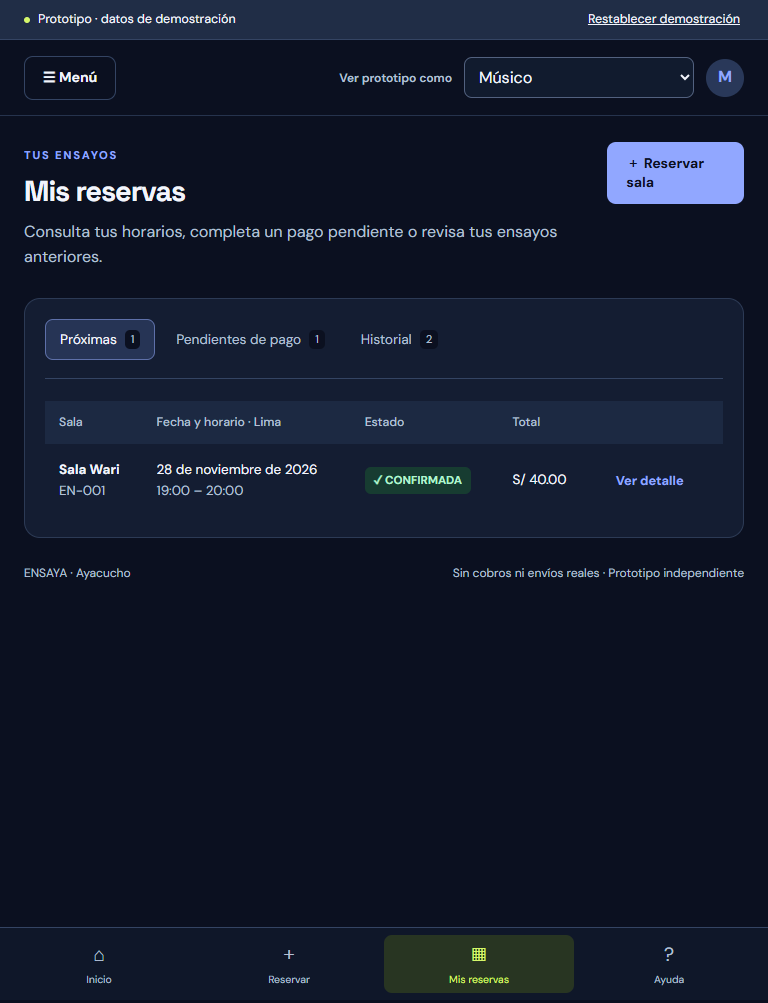 Prototipo · datos de demostración
Restablecer demostración
☰ Menú
Ver prototipo como
Músico
M
TUS ENSAYOS
Mis reservas
Consulta tus horarios, completa un pago pendiente o revisa tus ensayos
anteriores.
+ Reservar
sala
Próximas 1
Pendientes de pago 1
Historial 2
Sala
Fecha y horario · Lima
Estado
Total
Sala Wari
EN-001
28 de noviembre de 2026
19:00 – 20:00
✓ CONFIRMADA
S/ 40.00
Ver detalle
ENSAYA · Ayacucho
Sin cobros ni envíos reales · Prototipo independiente
Inicio
+
Reservar
Mis reservas
?
Ayuda